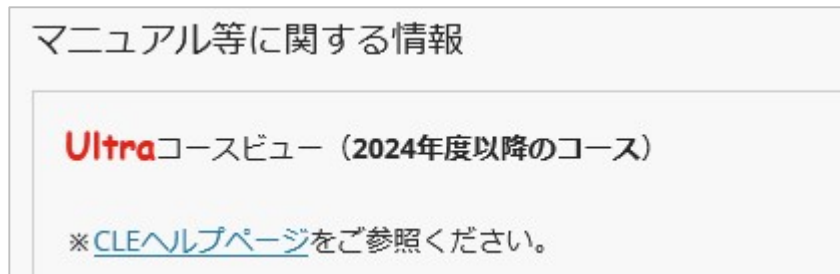 マニュアル等に関する情報
Ultraコースビュー（2024年度以降のコース）
※CLEヘルプページをご参照ください。